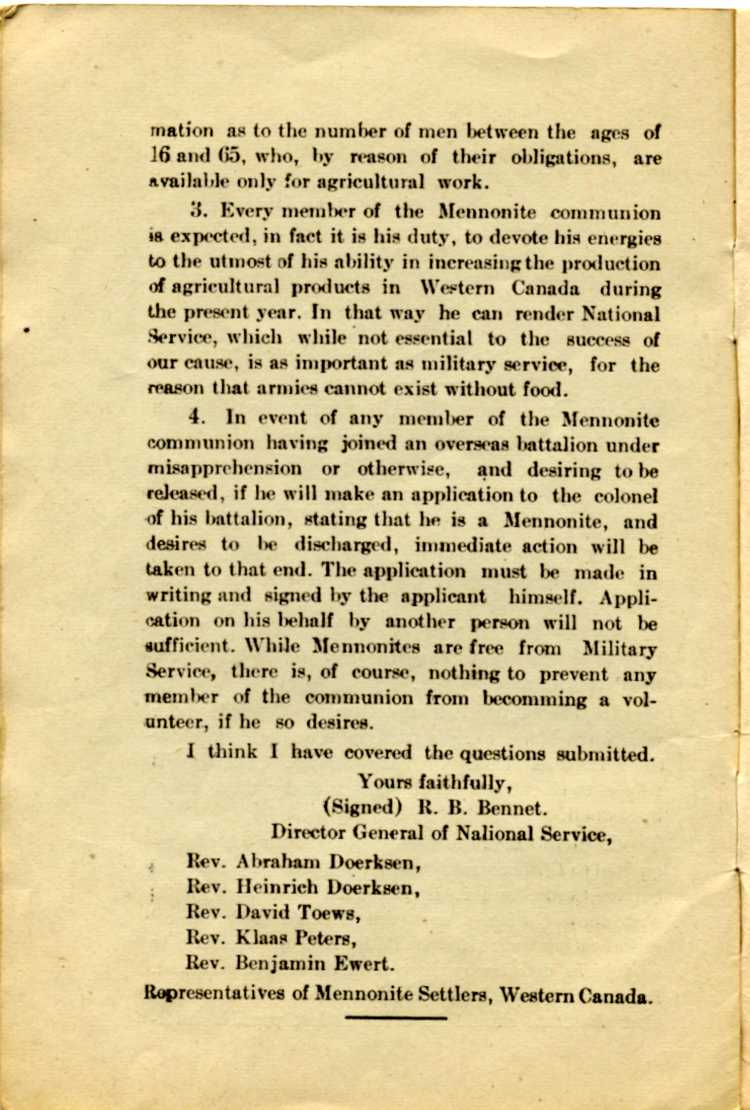 mation as to the number of men between the ages of
16 and 65, who, by reason of their obligations, are
available only for agricultural work.
3. Every member of the Mennonite communion
is expected, in fact it is his duty, to devote his energies
to the utmost of his ability in increasing the production
of agricultural products in Western Canada during
the present year. In that way he can render National
Service, which while not essential to the success of
our cause, is as important as military service, for the
reason that armies cannot exist without food.
4. In event of any member of the Mennonite
communion having joined an overseas battalion under
misapprehension or otherwise, and desiring to be
released, if he will make an application to the colonel
of his battalion, stating that he is a Mennonite, and
desires to be discharged, immediate action will be
taken to that end. The application must be made in
writing and signed by the applicant himself. Appli-
cation on his behalf by another person will not be
sufficient. While Mennonites are free from Military
Service, there is, of course, nothing to prevent any
member of the communion from becomming a vol-
unteer, if he so desires.
I think I have covered the questions submitted.
Yours faithfully,
(Signed) R. B. Bennet.
Director General of Nalional Service,
Rev. Abraham Doerksen,
Rev. Heinrich Doerksen,
Rev. David Toews,
Rev. Klaas Peters,
Rev. Benjamin Ewert.
Representatives of Mennonite Settlers, Western Canada.